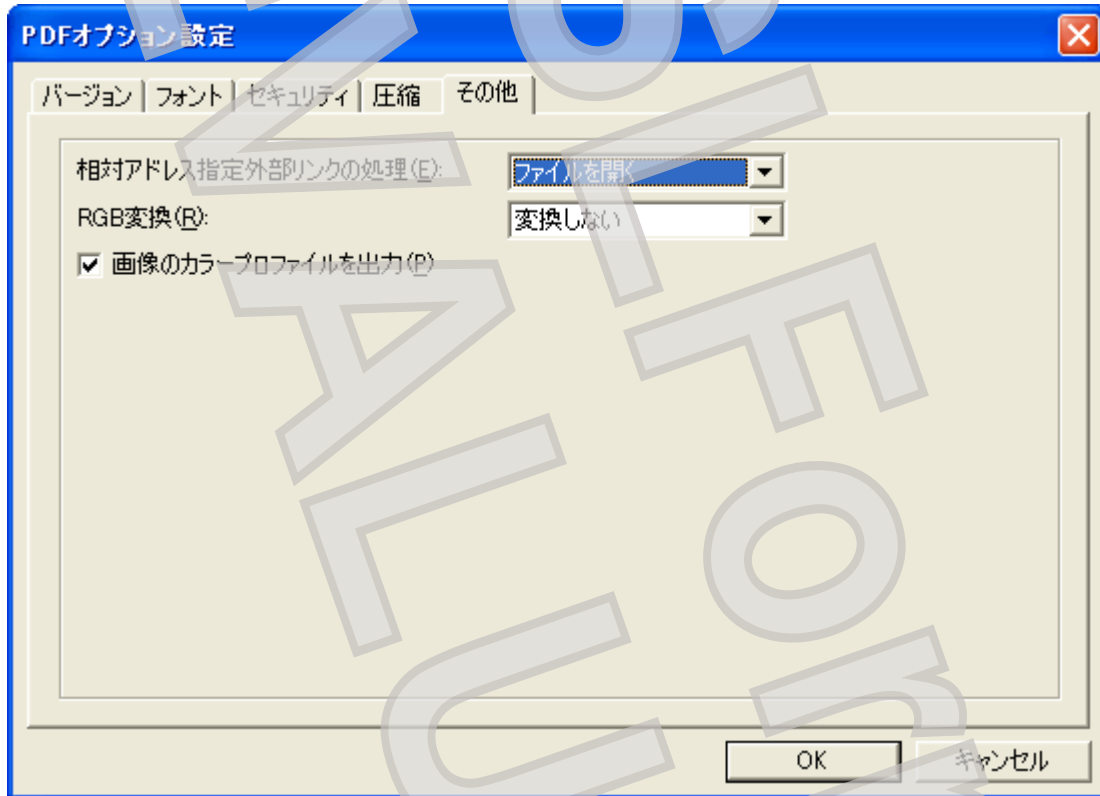 PDFオプション設定
バージョン フォント セキュリティ 圧縮 その他
相対アドレス指定外部リンクの処理(E): ファイルを開く
RGB変換(R): 変換しない
画像のカラープロファイルを出力(P)
OK キャンセル